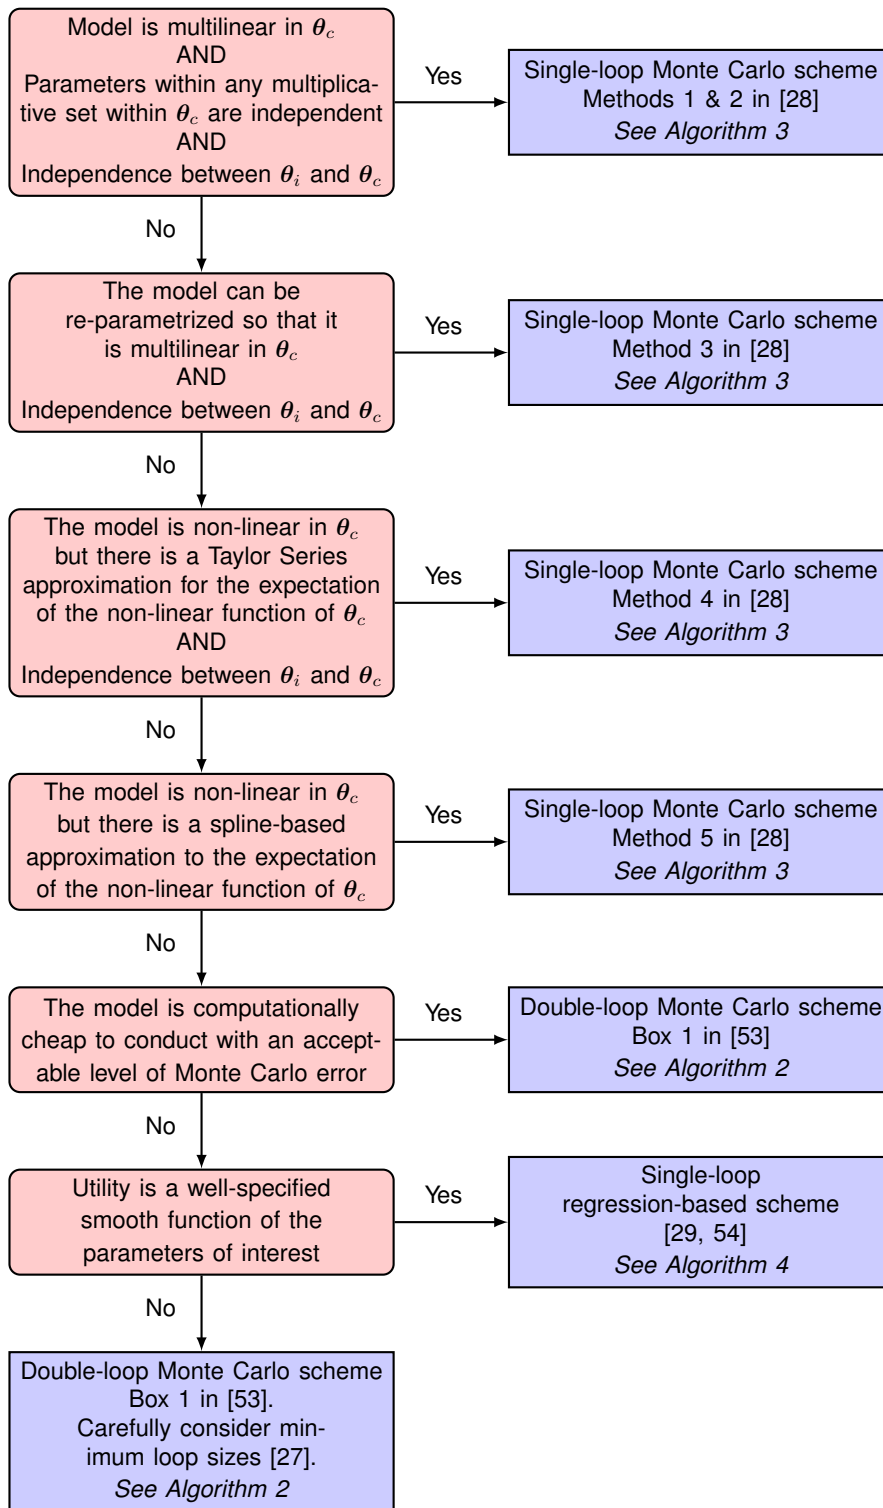 Model is multilinear in θc
AND
Parameters within any multiplica-
tive set within θc are independent
AND
Independence between θi and θc
Yes
Single-loop Monte Carlo scheme
Methods 1 & 2 in [28]
See Algorithm 3
No
The model can be
re-parametrized so that it
is multilinear in θc
AND
Independence between θi and θc
Yes
Single-loop Monte Carlo scheme
Method 3 in [28]
See Algorithm 3
No
The model is non-linear in θc
but there is a Taylor Series
approximation for the expectation
of the non-linear function of θc
AND
Independence between θi and θc
Yes
Single-loop Monte Carlo scheme
Method 4 in [28]
See Algorithm 3
No
The model is non-linear in θc
but there is a spline-based
approximation to the expectation
of the non-linear function of θc
Yes
Single-loop Monte Carlo scheme
Method 5 in [28]
See Algorithm 3
No
The model is computationally
cheap to conduct with an accept-
able level of Monte Carlo error
Yes
Double-loop Monte Carlo scheme
Box 1 in [53]
See Algorithm 2
No
Utility is a well-specified
smooth function of the
parameters of interest
Yes
Single-loop
regression-based scheme
[29, 54]
See Algorithm 4
No
Double-loop Monte Carlo scheme
Box 1 in [53].
Carefully consider min-
imum loop sizes [27].
See Algorithm 2